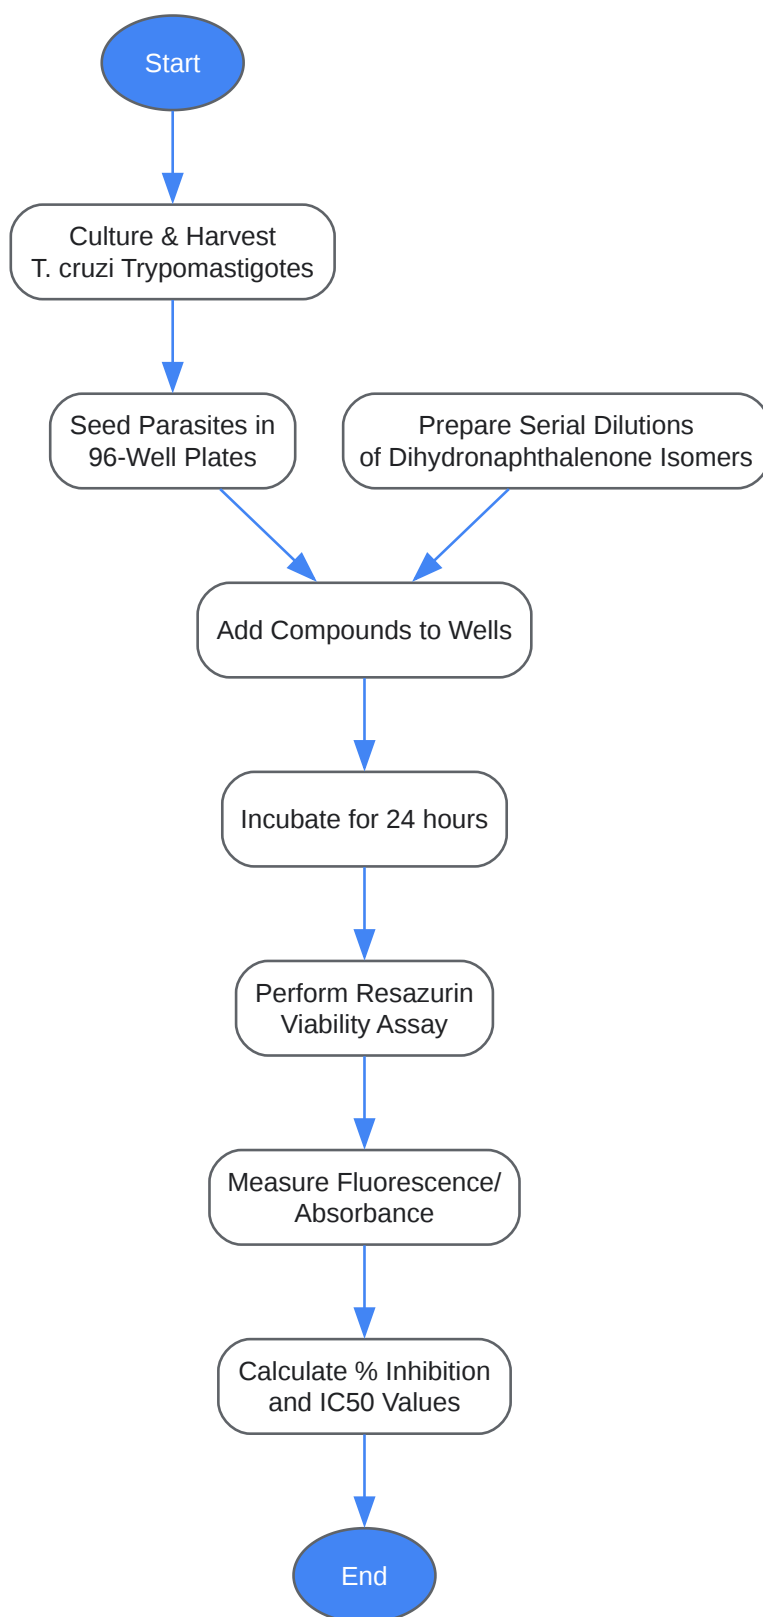 Start
Culture & Harvest
T. cruzi Trypomastigotes
Seed Parasites in
96-Well Plates
Prepare Serial Dilutions
of Dihydronaphthalenone Isomers
Add Compounds to Wells
Incubate for 24 hours
Perform Resazurin
Viability Assay
Measure Fluorescence/
Absorbance
Calculate % Inhibition
and IC50 Values
End